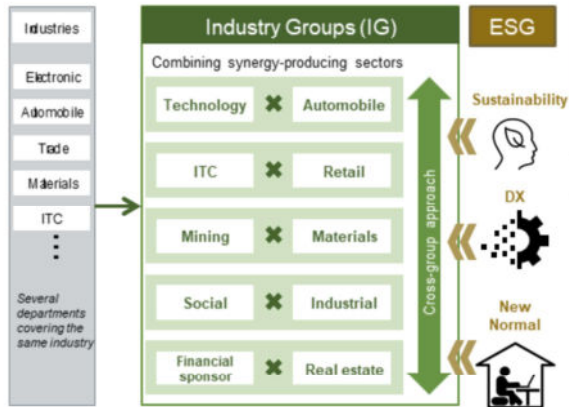 Industries
Electronic
Automobile
Trade
Materials
ITC
Several
departments
covering the
same industry
Industry Groups (IG)
Combining synergy-producing sectors
Technology ✖ Automobile
ITC ✖ Retail
Mining ✖ Materials
Social ✖ Industrial
Financial
sponsor ✖ Real estate
Cross-group approach
ESG
Sustainability
DX
New
Normal